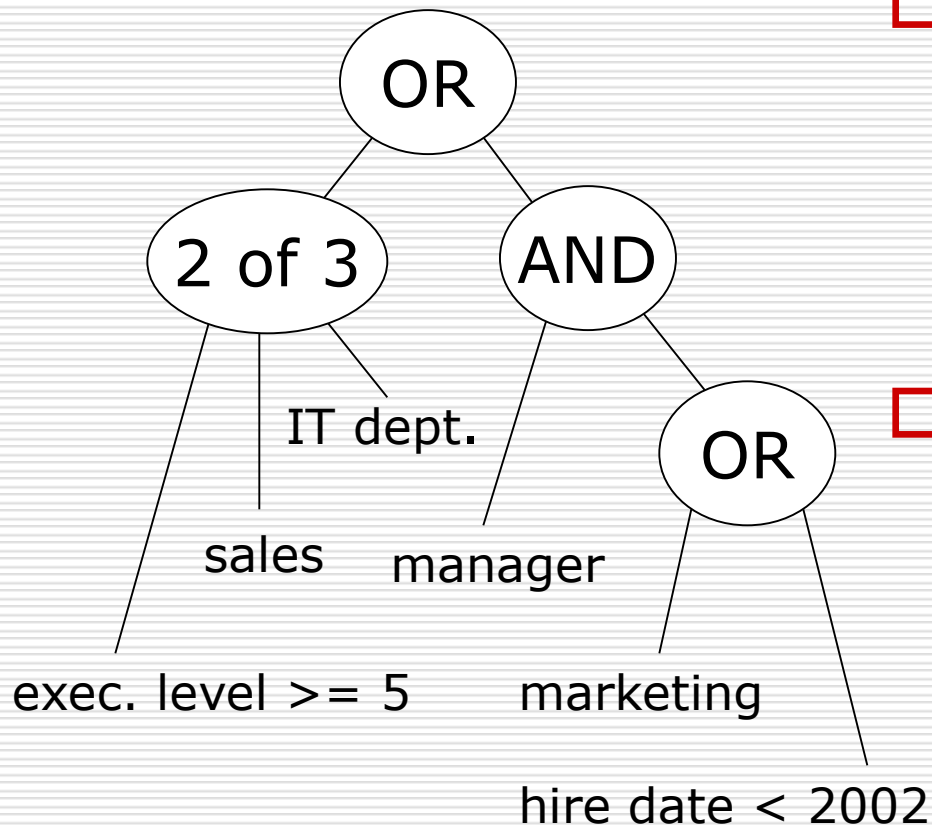 OR
2 of 3
AND
IT dept.
OR
sales
manager
exec. level >= 5
marketing
hire date < 2002